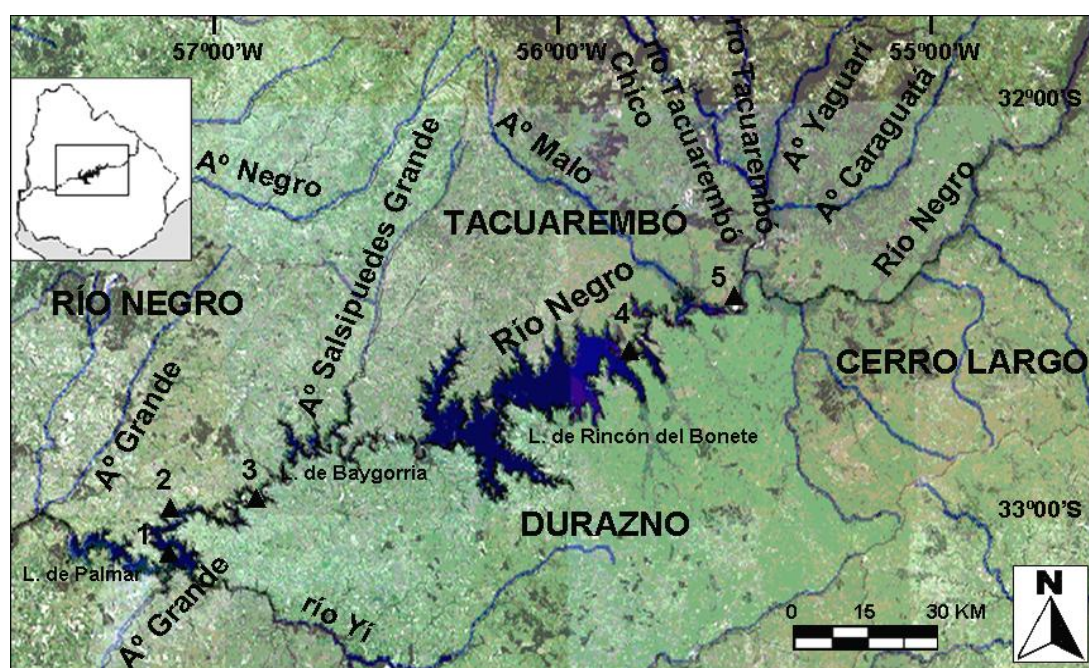 57º00'W
56º00'W
55º00'W
32º00'S
río Tacuarembó
Chico
río Tacuarembó
Aº Yaguarí
Aº Caraguata
Aº Negro
Aº Malo
Aº Salsipuedes Grande
TACUAREMBÓ
Río Negro
RÍO NEGRO
Río Negro
5
4
CERRO LARGO
Aº Grande
L. de Rincón del Bonete
3
L. de Baygorria
2
33º00'S
DURAZNO
1
L. de Palmar
Aº Grande
río Yí
N
0 15 30 KM